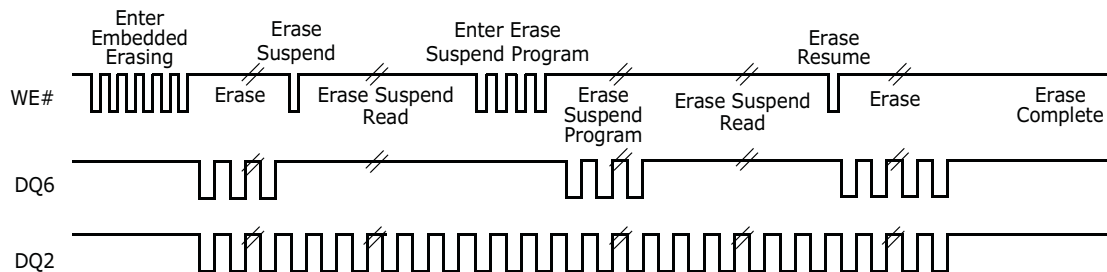 Enter
Embedded
Erasing
Erase
Suspend
Enter Erase
Suspend Program
Erase
Resume
WE#
Erase
Erase Suspend
Read
Erase
Suspend
Program
Erase Suspend
Read
Erase
Erase
Complete
DQ6
DQ2